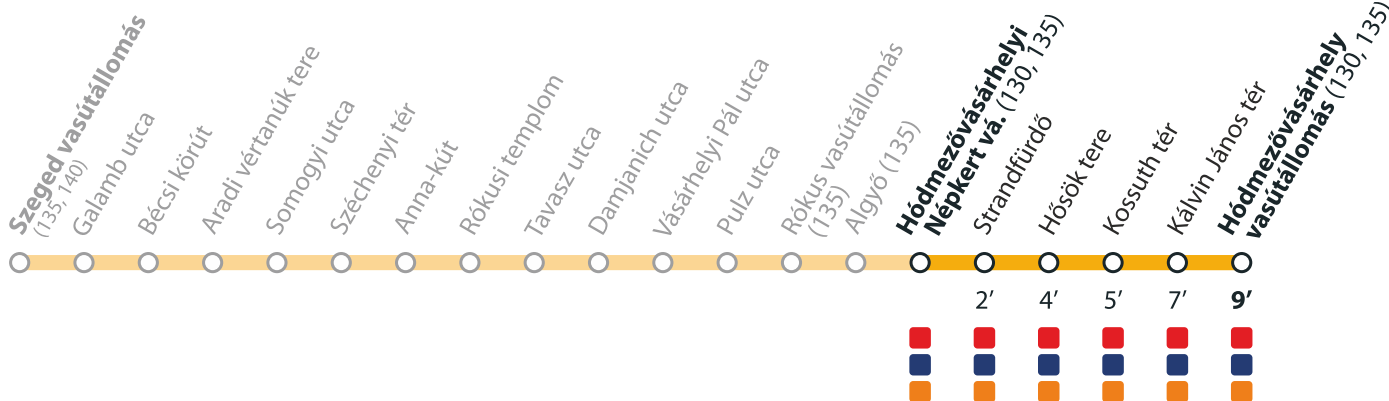 Szeged vasútállomás
(135, 140)
Galamb utca
Bécsi körút
Aradi vértanúk tere
Somogyi utca
Széchenyi tér
Anna-kút
Rókusi templom
Tavasz utca
Damjanich utca
Vásárhelyi Pál utca
Pulz utca
Rókus vasútállomás
(135)
Algyő (135)
Hódmezővásárhelyi
Népkert vá. (130, 135)
Strandfürdő
Hősök tere
Kossuth tér
Kálvin János tér
Hódmezővásárhely
vasútállomás (130, 135)
2’ 4’ 5’ 7’ 9’